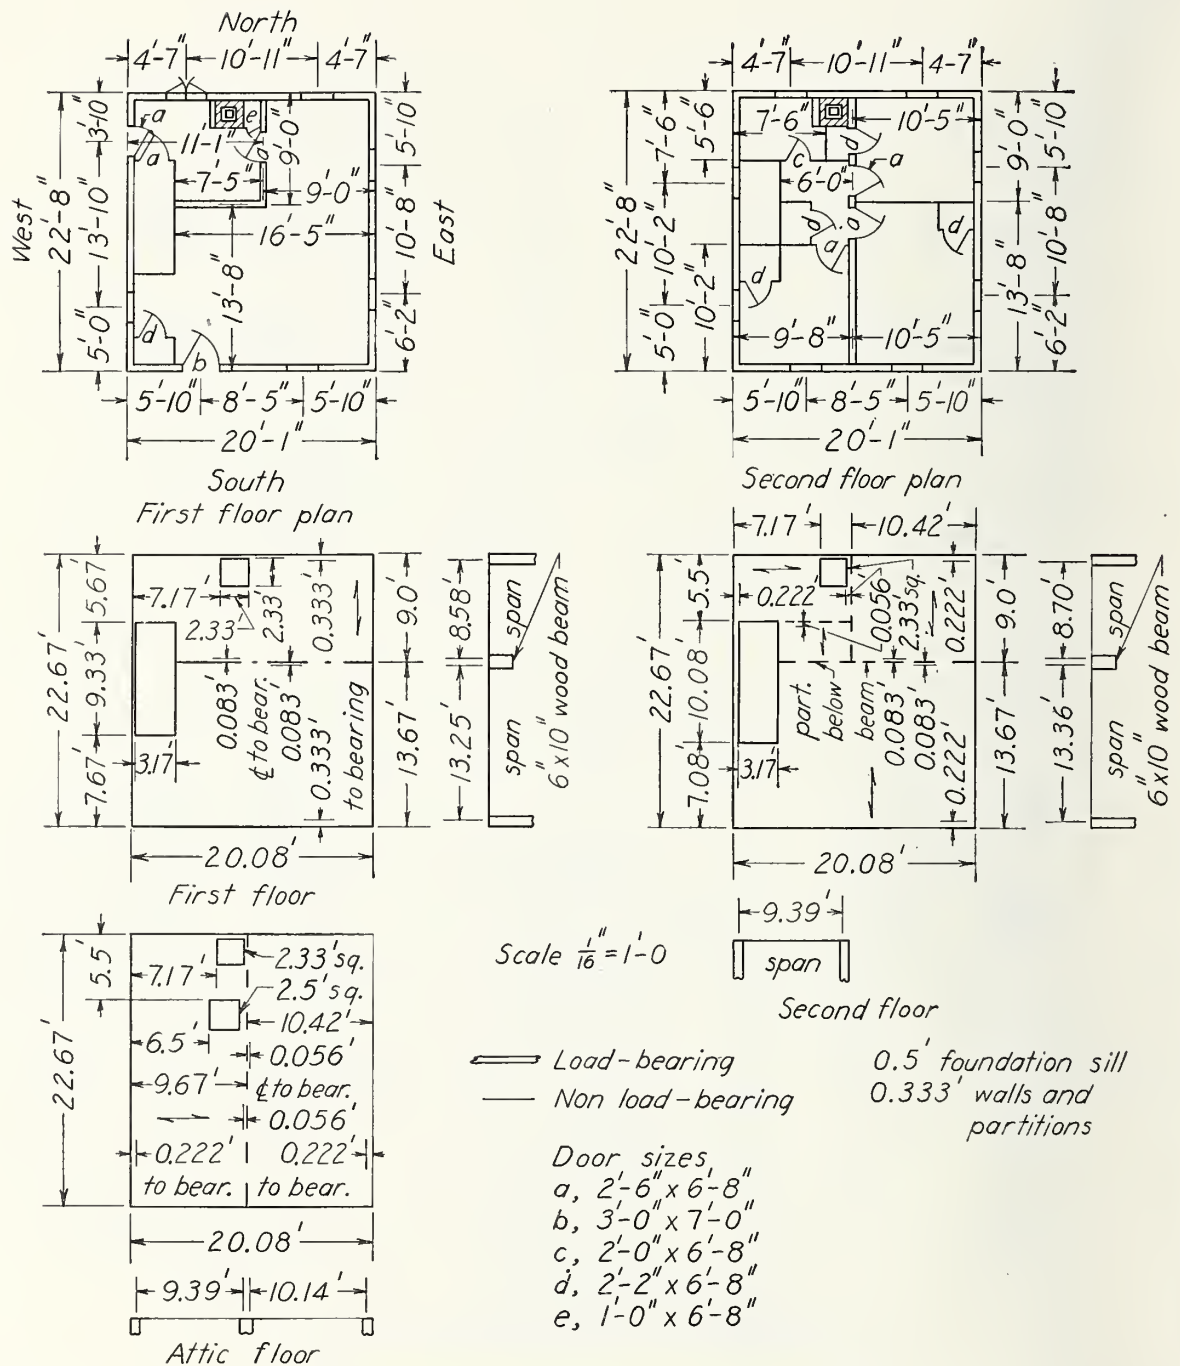 North
4'-7" 10'-11" 4'-7"
West
22'-8"
3'-10"
13'-10"
5'-0"
a
a
11'-1"
e
d
9'-0"
7'-5"
9'-0"
16'-5"
13'-8"
d
b
5'-10"
10'-8"
6'-2"
East
5'-10" 8'-5" 5'-10"
20'-1"
South
First floor plan
4'-7" 10'-11" 4'-7"
22'-8"
7'-6"
10'-2"
5'-0"
5'-6"
10'-2"
7'-6"
10'-5"
c
d
a
6'-0"
d
a
a
d
d
9'-8"
10'-5"
9'-0"
13'-8"
5'-10"
10'-8"
6'-2"
5'-10" 8'-5" 5'-10"
20'-1"
Second floor plan
22.67'
5.67'
9.33'
7.67'
7.17'
2.33'
2.33'
0.333'
3.17'
0.083'
₵ to bear.
0.083'
0.333'
to bearing
9.0'
13.67'
8.58'
13.25'
span
span
6"x10" wood beam
20.08'
First floor
7.17' 10.42'
22.67'
5.5'
10.08'
7.08'
0.222'
0.056'
2.33' sq.
0.222'
3.17'
part.
below
beam
0.083'
0.083'
0.222'
9.0'
13.67'
8.70'
13.36'
span
span
6"x10" wood beam
20.08'
9.39'
span
Second floor
22.67'
5.5'
7.17'
2.33' sq.
2.5' sq.
6.5'
10.42'
0.056'
9.67'
₵ to bear.
0.056'
0.222' 0.222'
to bear. to bear.
20.08'
9.39' 10.14'
Attic floor
Scale 1/16" = 1'-0
Load-bearing
Non load-bearing
0.5' foundation sill
0.333' walls and
partitions
Door sizes
a, 2'-6" x 6'-8"
b, 3'-0" x 7'-0"
c, 2'-0" x 6'-8"
d, 2'-2" x 6'-8"
e, 1'-0" x 6'-8"